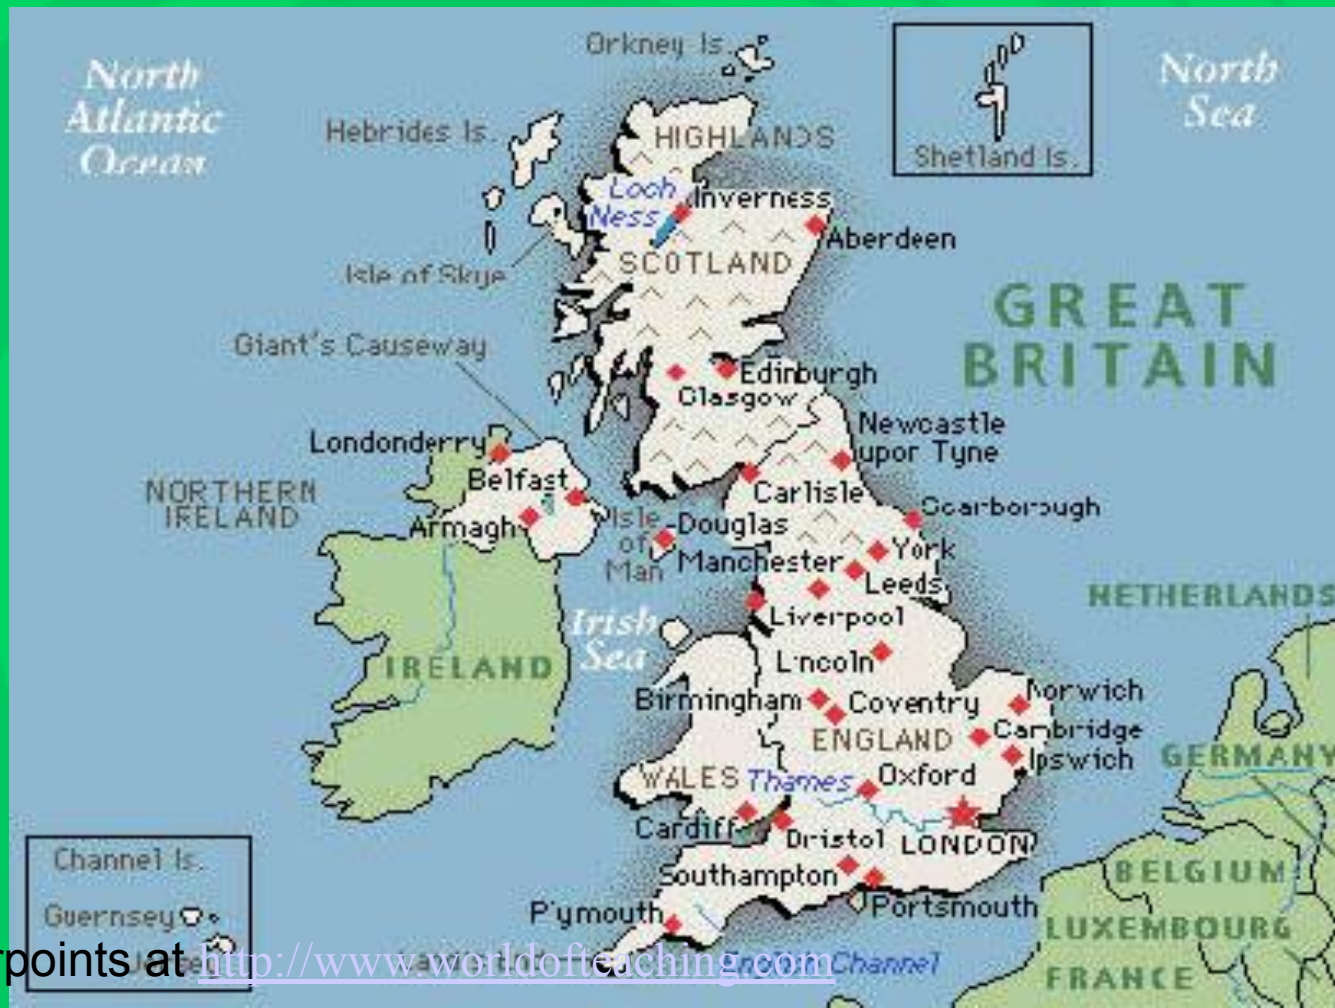 Orkney Is.
North
Atlantic
Ocean
North
Sea
Hebrides Is.
HIGHLANDS
Shetland Is.
Loch
Ness
Inverness
Aberdeen
SCOTLAND
Isle of Skye
GREAT
BRITAIN
Giant's Causeway
Edinburgh
Glasgow
Newcastle
upor Tyne
Londonderry
Belfast
Carlisle
NORTHERN
IRELAND
Armagh
Scarborough
Isle
of
Man
Douglas
York
Manchester
Leeds
NETHERLANDS
Liverpool
Irish
Sea
IRELAND
Lincoln
Birmingham
Coventry
Norwich
Cambridge
ENGLAND
Ipswich
GERMANY
WALES
Thames
Oxford
Cardiff
Bristol
LONDON
Channel Is.
Southampton
BELGIUM
Guernsey
Plymouth
Portsmouth
LUXEMBOURG
rpoints at http://www.worldofteaching.com
English Channel
FRANCE